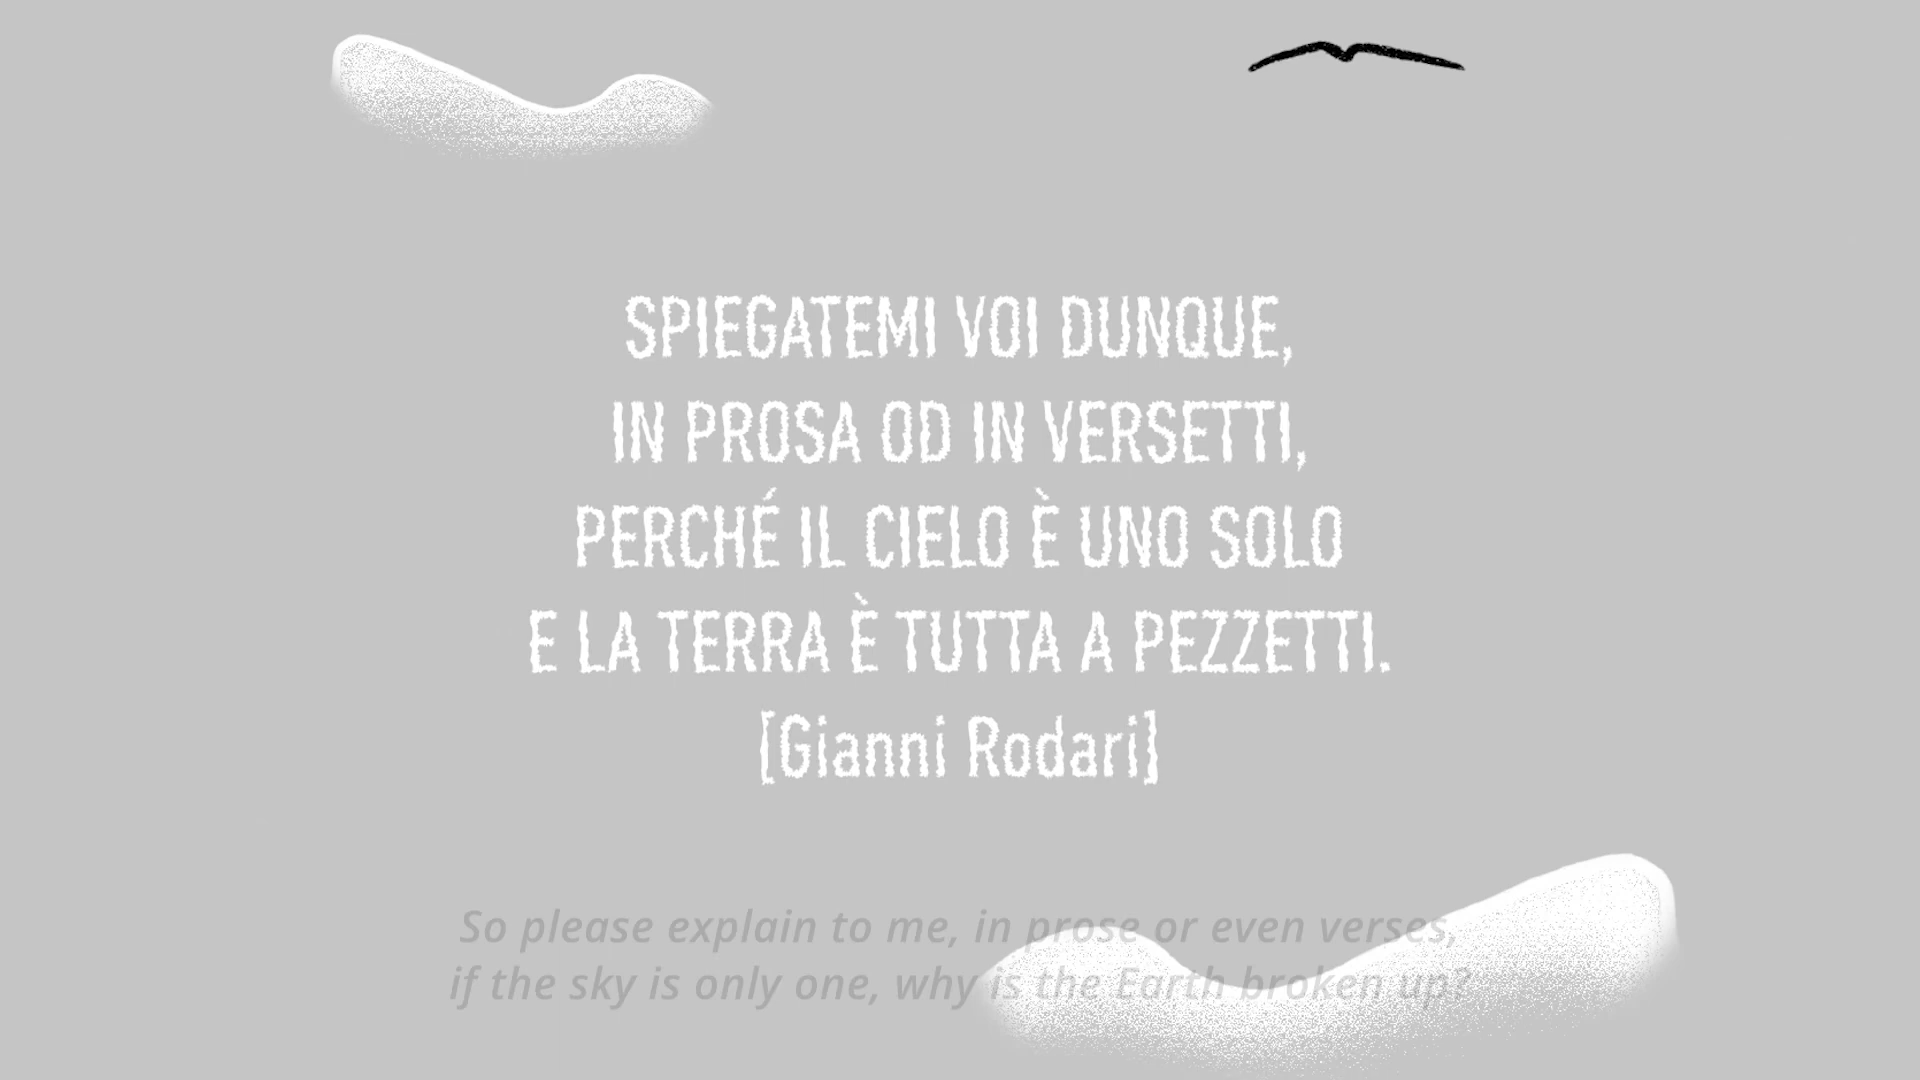 SPIEGATEMI VOI DUNQUE,
IN PROSA OD IN VERSETTI,
PERCHÉ IL CIELO È UNO SOLO
E LA TERRA È TUTTA A PEZZETTI.
[Gianni Rodari]
So please explain to me, in prose or even verses,
if the sky is only one, why is the Earth broken up?